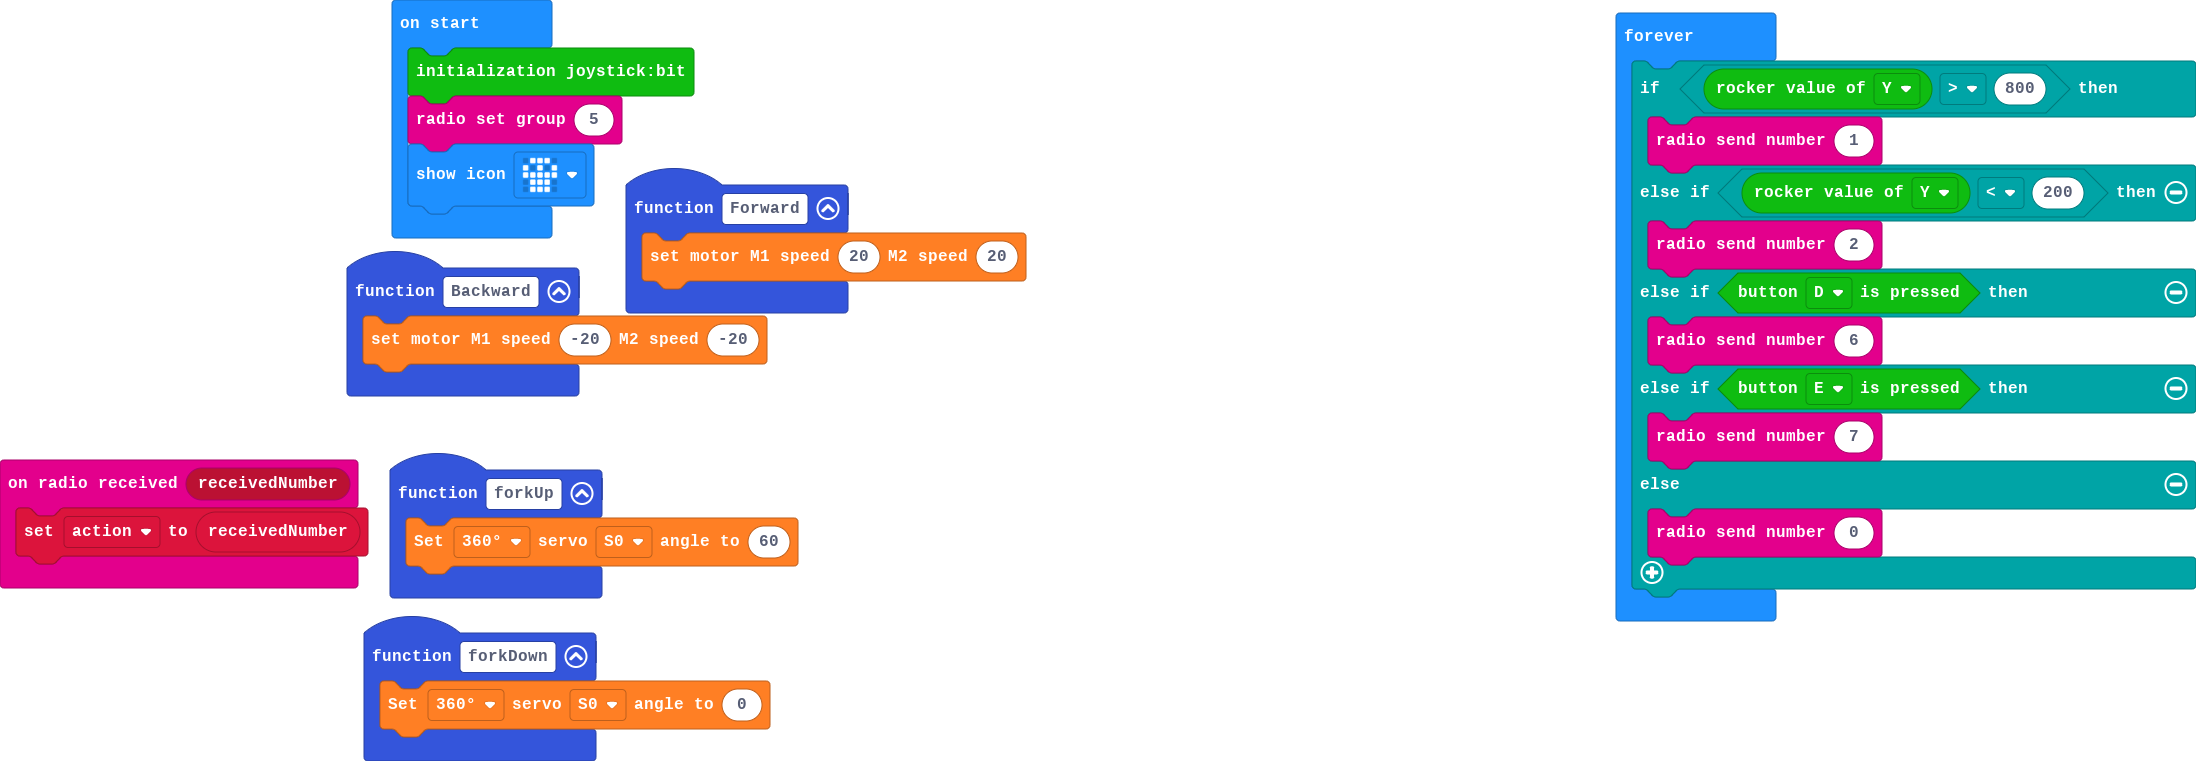 on start
initialization joystick:bit
radio set group 5
show icon
function Forward
set motor M1 speed 20 M2 speed 20
function Backward
set motor M1 speed -20 M2 speed -20
on radio received receivedNumber
set action to receivedNumber
function forkUp
Set 360° servo S0 angle to 60
function forkDown
Set 360° servo S0 angle to 0
forever
if rocker value of Y > 800 then
radio send number 1
else if rocker value of Y < 200 then
radio send number 2
else if button D is pressed then
radio send number 6
else if button E is pressed then
radio send number 7
else
radio send number 0